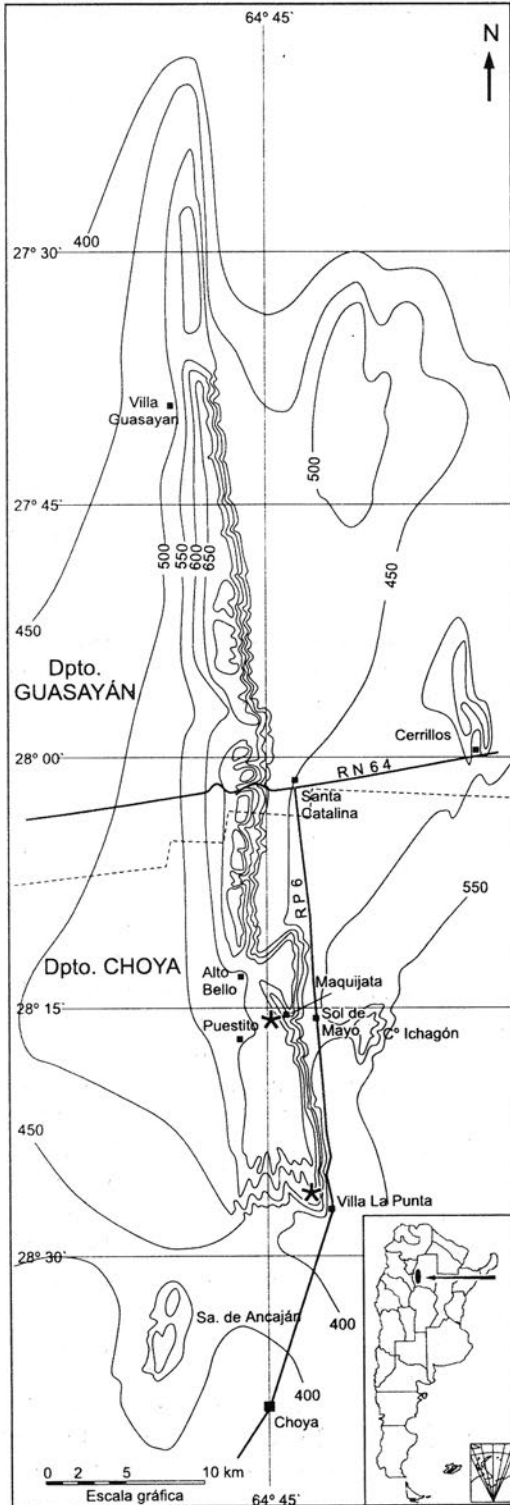 64° 45`
N
400
27° 30`
Villa
Guasayan
500
27° 45`
500
550
600
650
450
450
Dpto.
GUASAYÁN
Cerrillos
28° 00`
RN 64
Santa
Catalina
RP 6
550
Dpto. CHOYA
Alto
Bello
Maquijata
28° 15`
Puestito
Sol de
Mayo
Cº Ichagón
450
Villa La Punta
28° 30`
Sa. de Ancaján
400
400
Choya
0 2 5 10 km
Escala gráfica
64° 45`